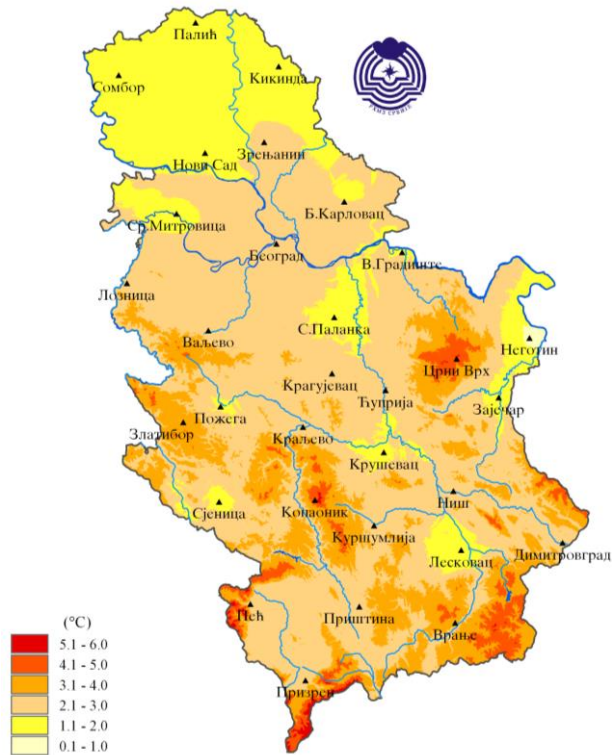 Палић
Кикинда
Сомбор
Зрењанин
Нови Сад
Б.Карловац
Ср.Митровица
Београд
В.Градиште
Лозница
С.Паланка
Ваљево
Неготин
Црни Врх
Крагујевац
Ћуприја
Зајечар
Пожега
Златибор
Краљево
Крушевац
Ниш
Сјеница
Копаоник
Куршумлија
Димитровград
Лесковац
Пећ
Приштина
Врање
Призрен
(°C)
5.1 - 6.0
4.1 - 5.0
3.1 - 4.0
2.1 - 3.0
1.1 - 2.0
0.1 - 1.0